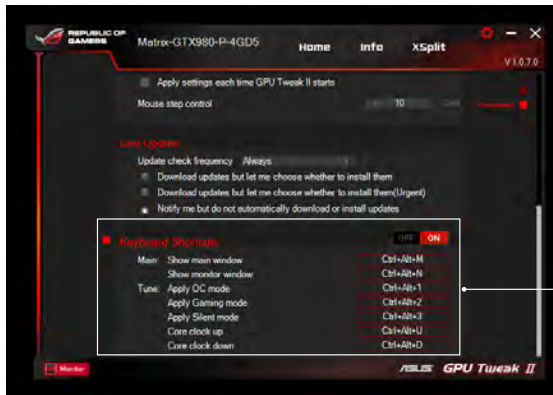 REPUBLIC OF
GAMERS
Matrix-GTX980-P-4GD5
Home Info XSplit
V1.0.7.0
Apply settings each time GPU Tweak II starts
Mouse step control 10
Live Update
Update check frequency Always
Download updates but let me choose whether to install them
Download updates but let me choose whether to install them(Urgent)
Notify me but do not automatically download or install updates
Keyboard Shortcuts OFF ON
Main: Show main window Ctrl+Alt+M
Show monitor window Ctrl+Alt+N
Tune: Apply OC mode Ctrl+Alt+1
Apply Gaming mode Ctrl+Alt+2
Apply Silent mode Ctrl+Alt+3
Core clock up Ctrl+Alt+U
Core clock down Ctrl+Alt+D
Monitor
ASUS GPU Tweak II